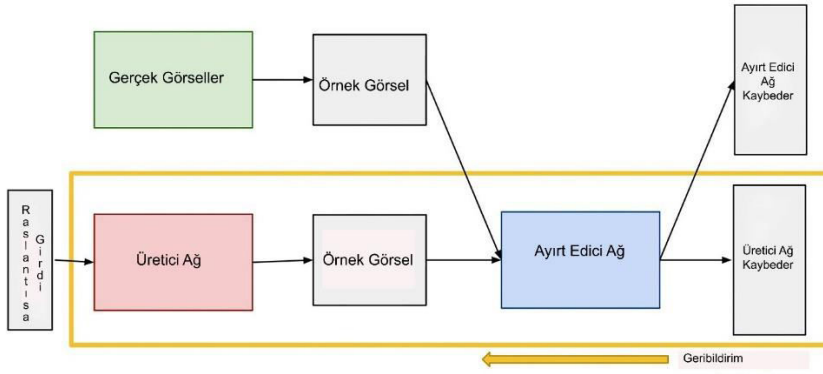 Gerçek Görseller
Örnek Görsel
Ayırt Edici
Ağ
Kaybeder
Raslantısa
Girdi
Üretici Ağ
Örnek Görsel
Ayırt Edici Ağ
Üretici Ağ
Kaybeder
Geribildirim